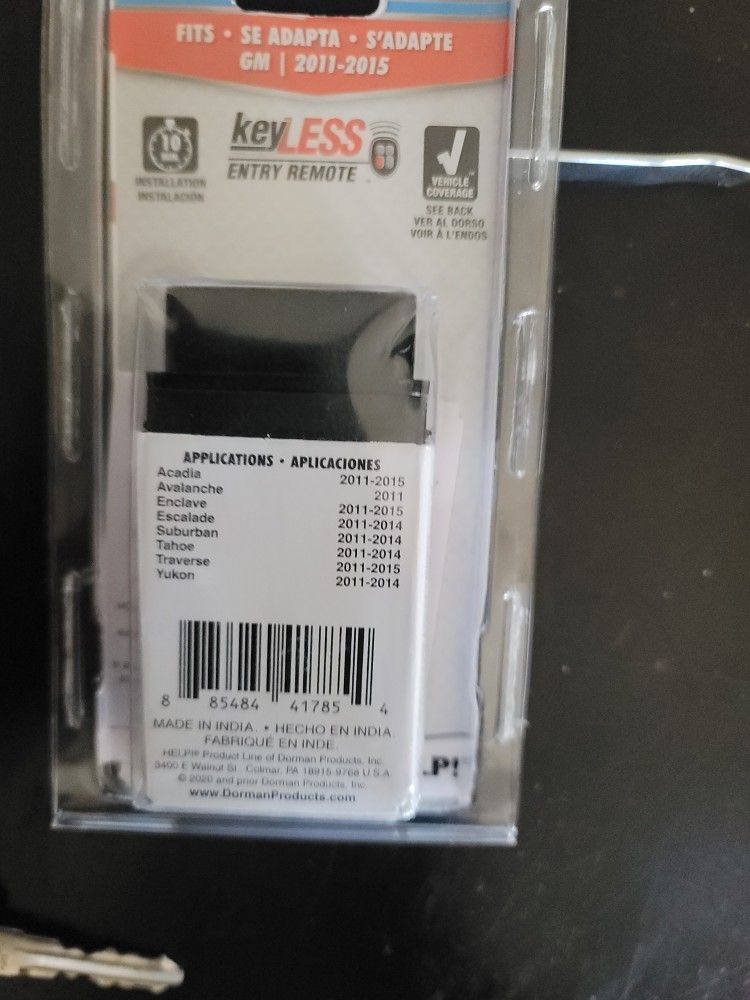 FITS • SE ADAPTA • S'ADAPTE
GM | 2011-2015
10
INSTALLATION
INSTALACIÓN
keyLESS
ENTRY REMOTE™
VEHICLE
COVERAGE™
SEE BACK
VER AL DORSO
VOIR À L'ENDOS
APPLICATIONS • APLICACIONES
Acadia 2011-2015
Avalanche 2011
Enclave 2011-2015
Escalade 2011-2014
Suburban 2011-2014
Tahoe 2011-2014
Traverse 2011-2015
Yukon 2011-2014
8 85484 41785 4
MADE IN INDIA. • HECHO EN INDIA.
FABRIQUÉ EN INDE.
HELP!® Product Line of Dorman Products, Inc.
3400 E Walnut St. Colmar, PA 18915-9768 U.S.A.
© 2020 and prior Dorman Products, Inc.
www.DormanProducts.com
LP!